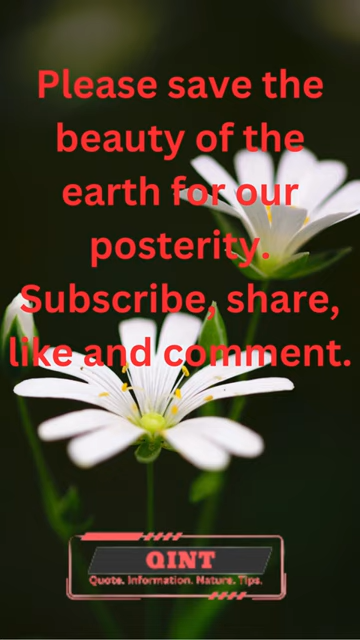 Please save the
beauty of the
earth for our
posterity.
Subscribe, share,
like and comment.
QINT
Quote. Information. Nature. Tips.